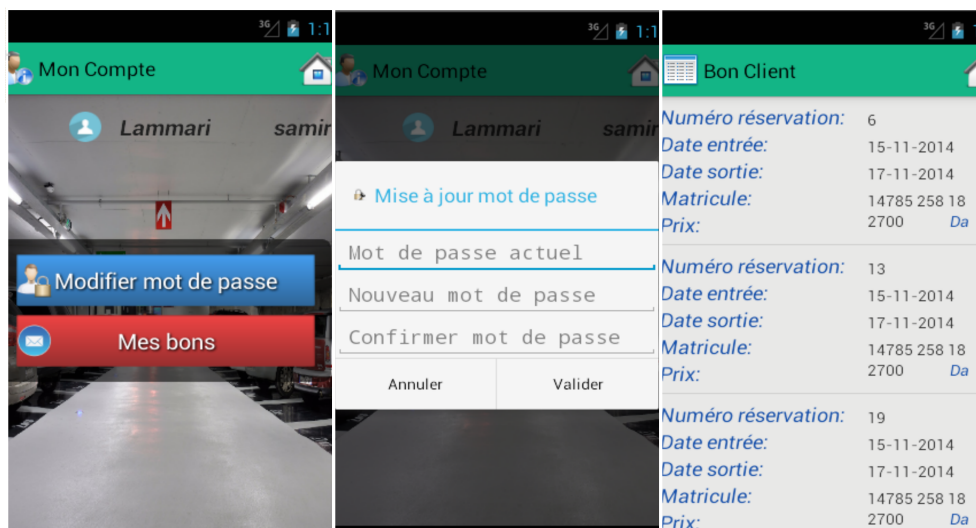 3G 1:1
Mon Compte
Lammari samir
Modifier mot de passe
Mes bons
3G 1:1
Mon Compte
Lammari samir
Mise à jour mot de passe
Mot de passe actuel
Nouveau mot de passe
Confirmer mot de passe
Annuler Valider
3G 1
Bon Client
Numéro réservation: 6
Date entrée: 15-11-2014
Date sortie: 17-11-2014
Matricule: 14785 258 18
Prix: 2700 Da
Numéro réservation: 13
Date entrée: 15-11-2014
Date sortie: 17-11-2014
Matricule: 14785 258 18
Prix: 2700 Da
Numéro réservation: 19
Date entrée: 15-11-2014
Date sortie: 17-11-2014
Matricule: 14785 258 18
Prix: 2700 Da